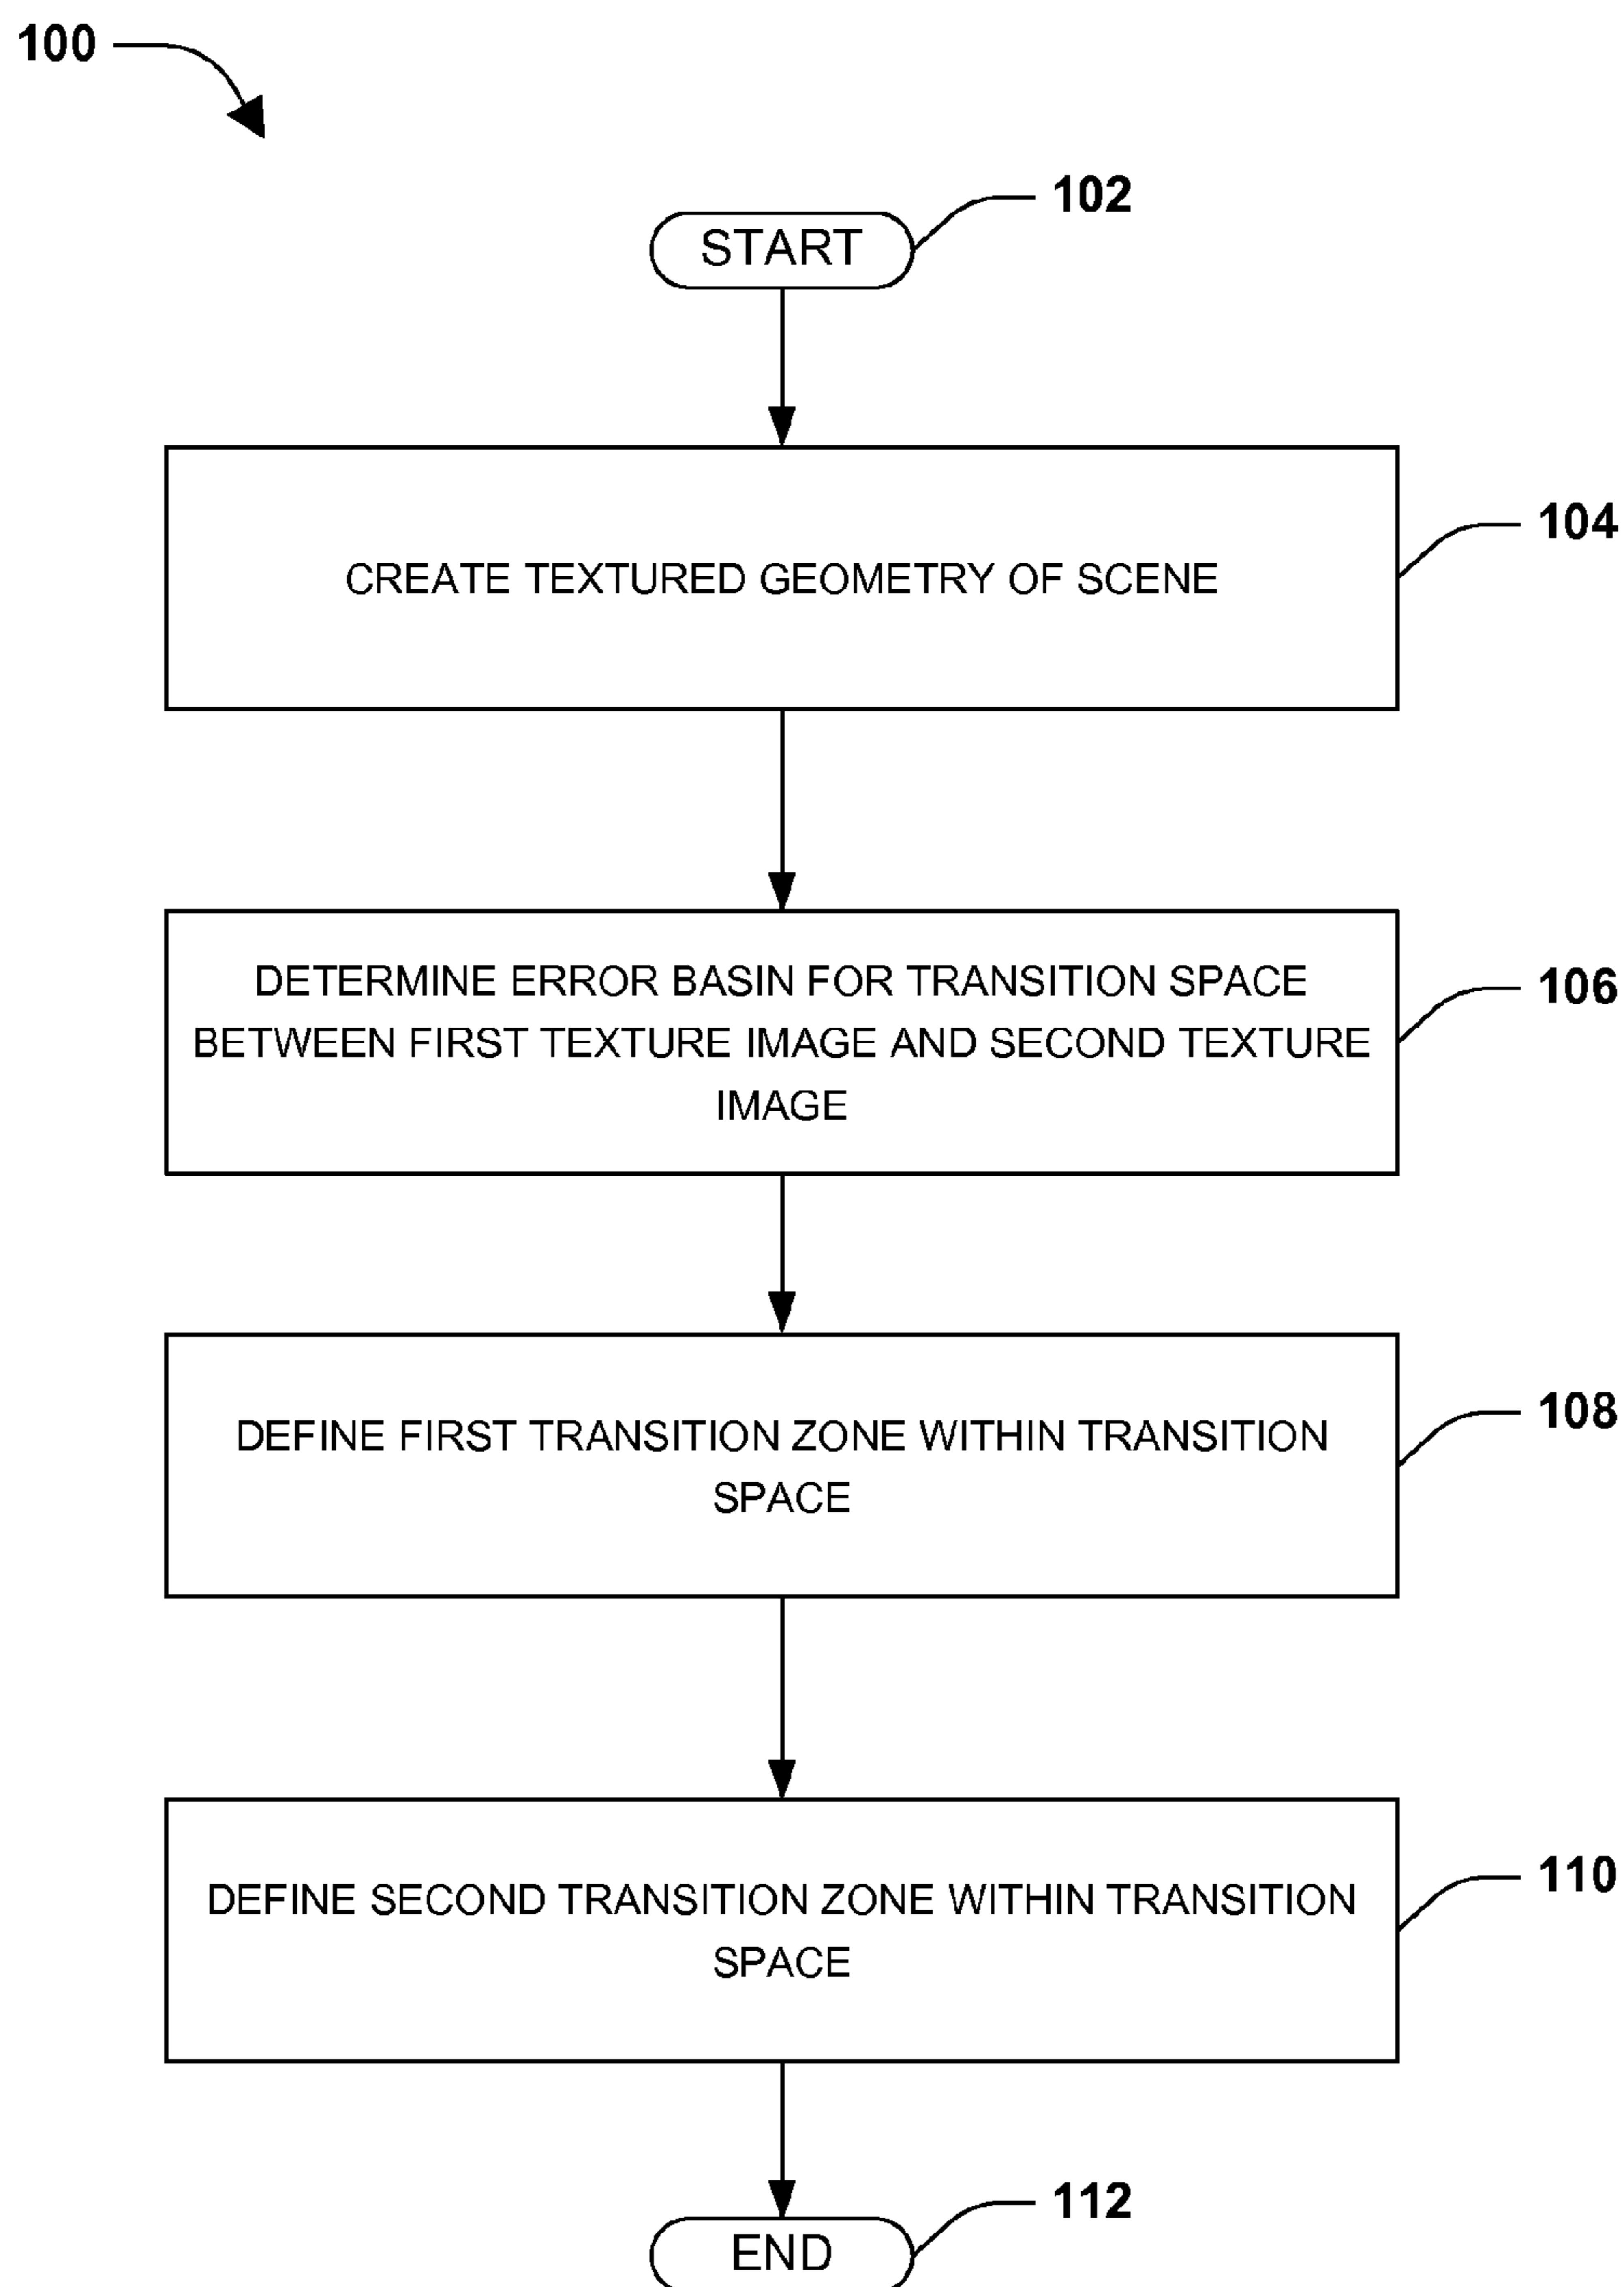 100
102
START
104
CREATE TEXTURED GEOMETRY OF SCENE
106
DETERMINE ERROR BASIN FOR TRANSITION SPACE
BETWEEN FIRST TEXTURE IMAGE AND SECOND TEXTURE
IMAGE
108
DEFINE FIRST TRANSITION ZONE WITHIN TRANSITION
SPACE
110
DEFINE SECOND TRANSITION ZONE WITHIN TRANSITION
SPACE
112
END